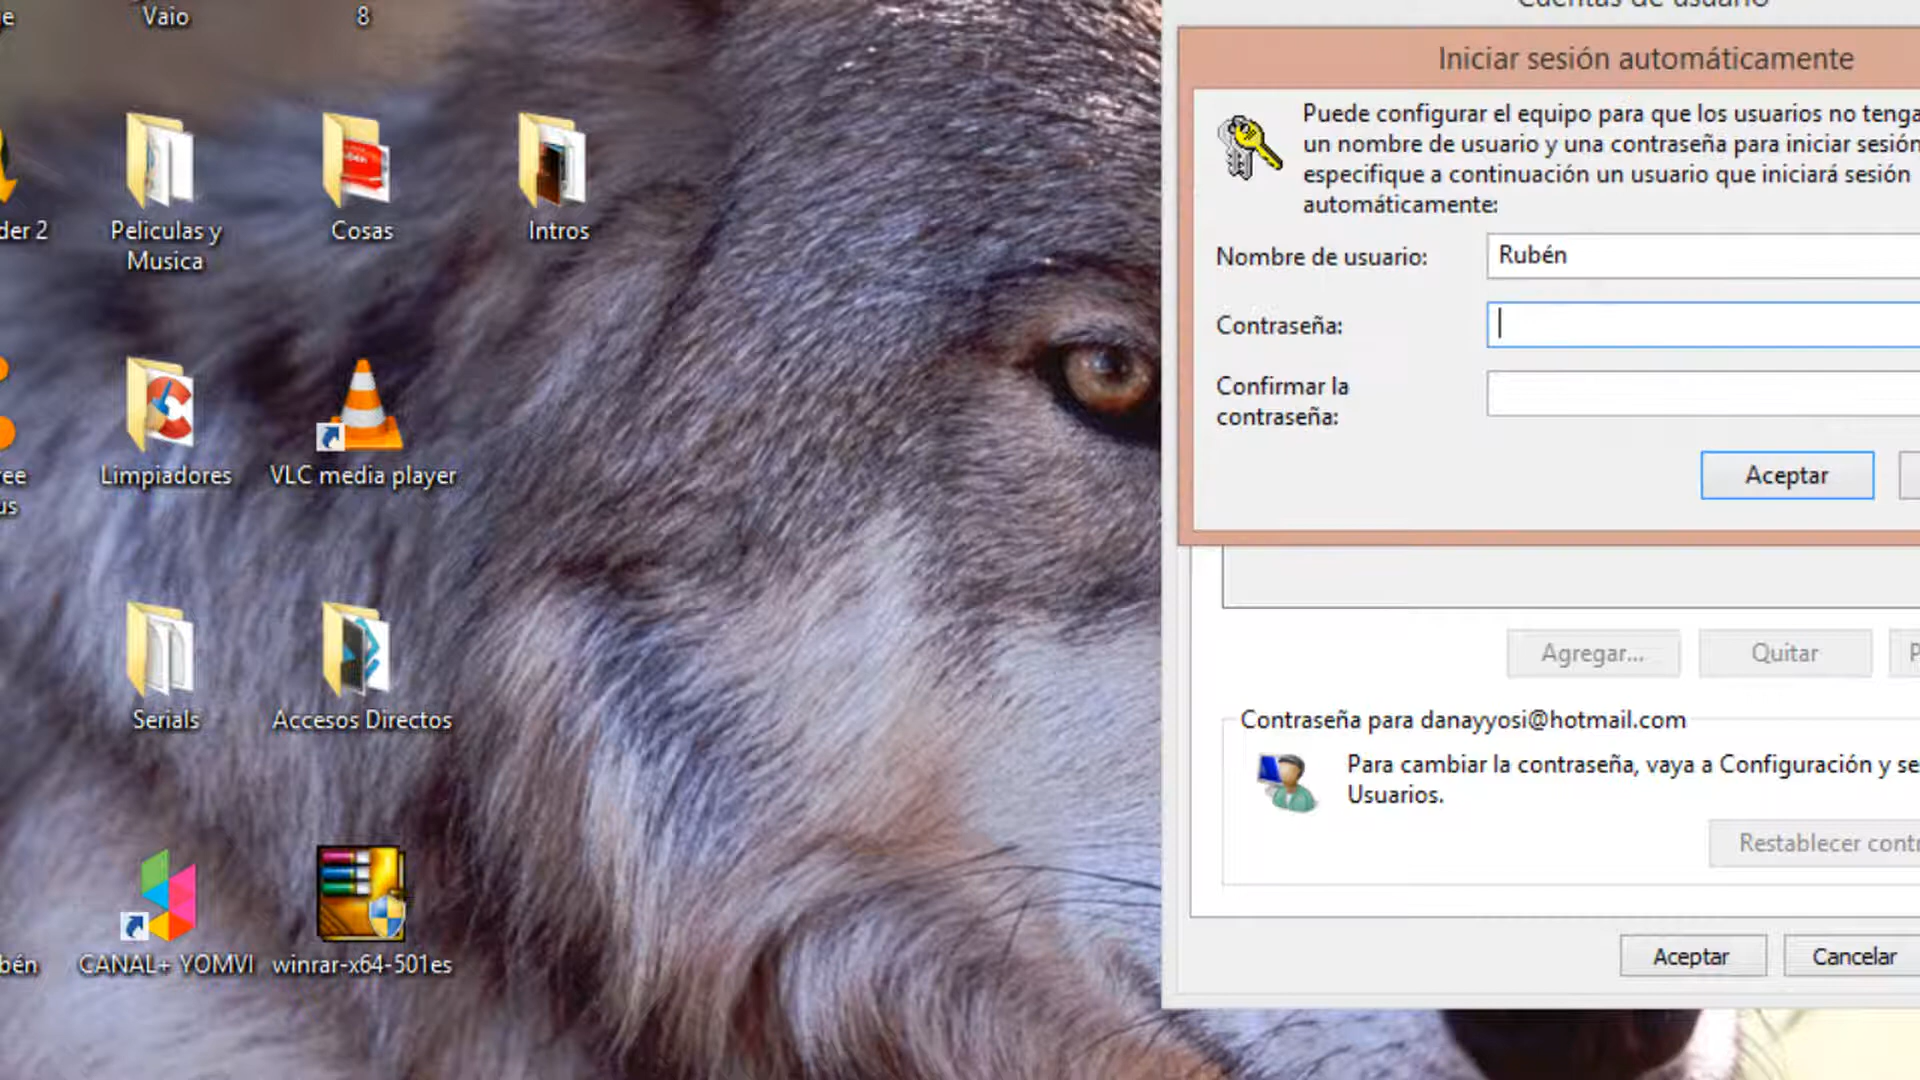 Vaio
8
der 2
Peliculas y
Musica
Cosas
Intros
Limpiadores
VLC media player
Serials
Accesos Directos
bén
CANAL+ YOMVI
winrar-x64-501es
Cuentas de usuario
Iniciar sesión automáticamente
Puede configurar el equipo para que los usuarios no tenga
un nombre de usuario y una contraseña para iniciar sesión
especifique a continuación un usuario que iniciará sesión
automáticamente:
Nombre de usuario:
Rubén
Contraseña:
Confirmar la
contraseña:
Aceptar
Agregar...
Quitar
P
Contraseña para danayyosi@hotmail.com
Para cambiar la contraseña, vaya a Configuración y se
Usuarios.
Restablecer contr
Aceptar
Cancelar